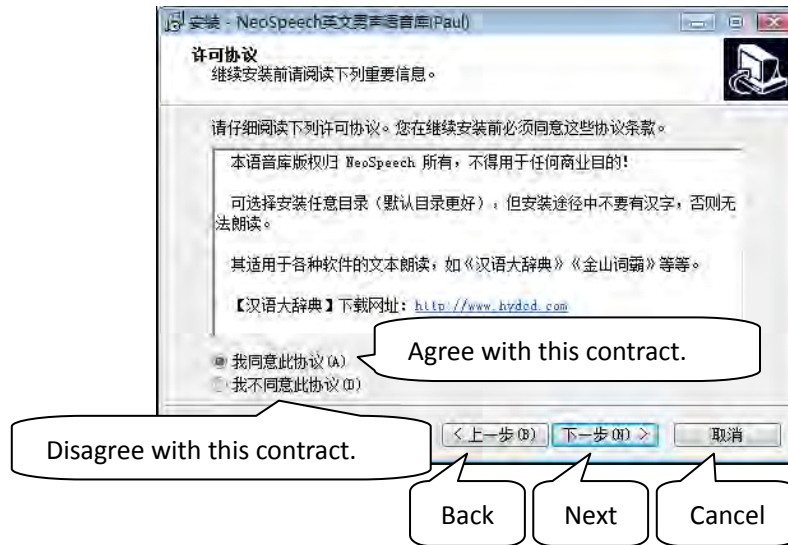 安装 - NeoSpeech英文男声语音库(Paul)
许可协议
继续安装前请阅读下列重要信息。
请仔细阅读下列许可协议。您在继续安装前必须同意这些协议条款。
本语音库版权归 NeoSpeech 所有，不得用于任何商业目的!
可选择安装任意目录（默认目录更好），但安装途径中不要有汉字，否则无
法朗读。
其适用于各种软件的文本朗读，如《汉语大辞典》《金山词霸》等等。
【汉语大辞典】下载网址: http://www.hydcd.com
我同意此协议(A)
Agree with this contract.
我不同意此协议(D)
Disagree with this contract.
< 上一步(B) 下一步(N) > 取消
Back Next Cancel